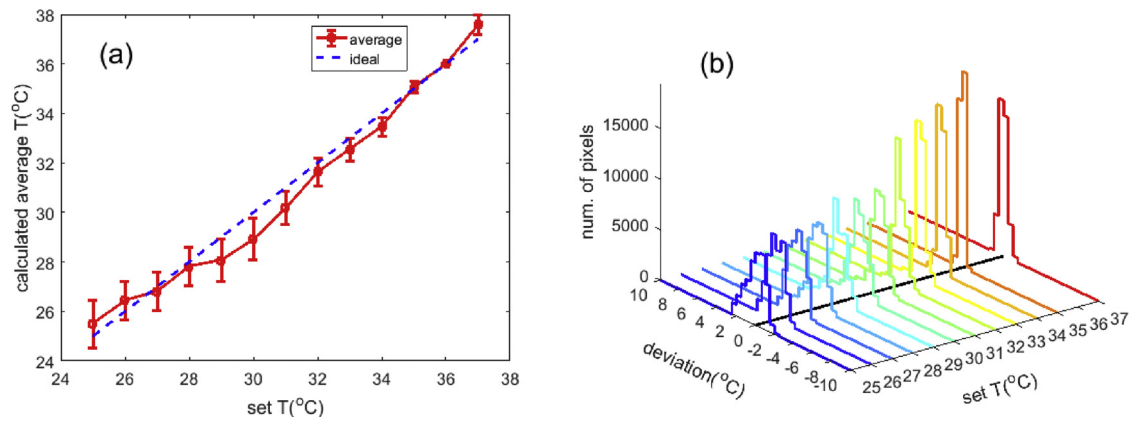 (a)
average
ideal
38
36
34
32
30
28
26
24
24 26 28 30 32 34 36 38
calculated average T(°C)
set T(°C)
(b)
15000
10000
5000
0
num. of pixels
10 8 6 4 2 0 -2 -4 -6 -8 -10
deviation(°C)
25 26 27 28 29 30 31 32 33 34 35 36 37
set T(°C)